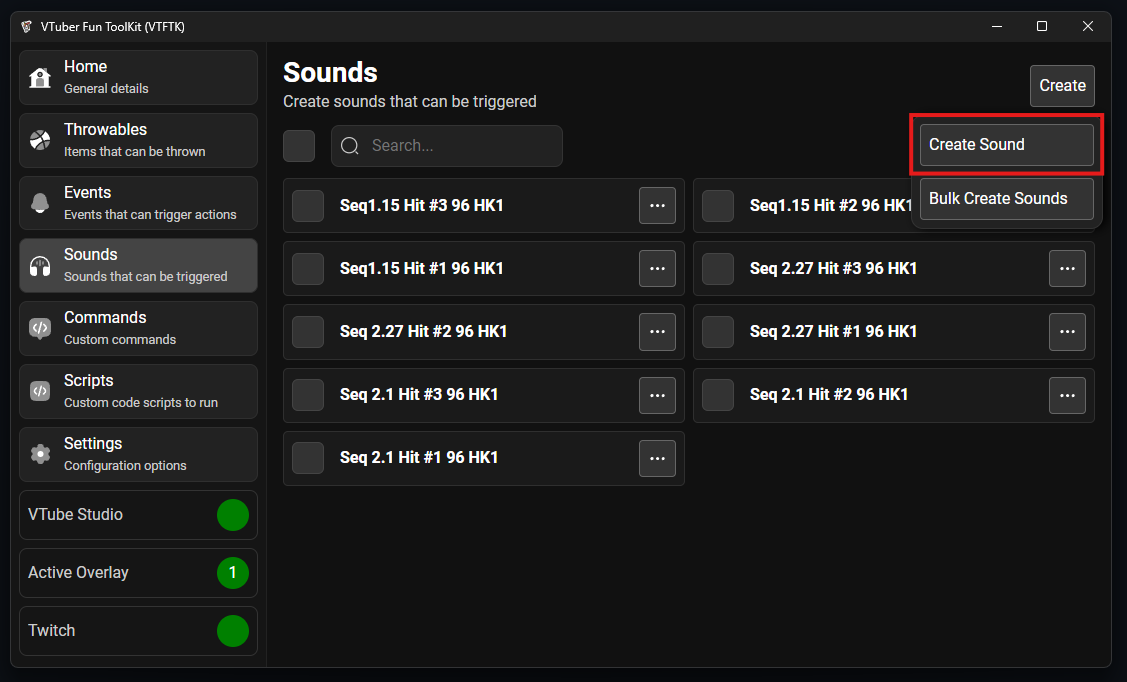 VTuber Fun ToolKit (VTFTK)
Home
General details
Throwables
Items that can be thrown
Events
Events that can trigger actions
Sounds
Sounds that can be triggered
Commands
Custom commands
Scripts
Custom code scripts to run
Settings
Configuration options
VTube Studio
Active Overlay 1
Twitch
Sounds
Create sounds that can be triggered
Create
Search...
Create Sound
Bulk Create Sounds
Seq1.15 Hit #3 96 HK1
Seq1.15 Hit #2 96 HK1
Seq1.15 Hit #1 96 HK1
Seq 2.27 Hit #3 96 HK1
Seq 2.27 Hit #2 96 HK1
Seq 2.27 Hit #1 96 HK1
Seq 2.1 Hit #3 96 HK1
Seq 2.1 Hit #2 96 HK1
Seq 2.1 Hit #1 96 HK1